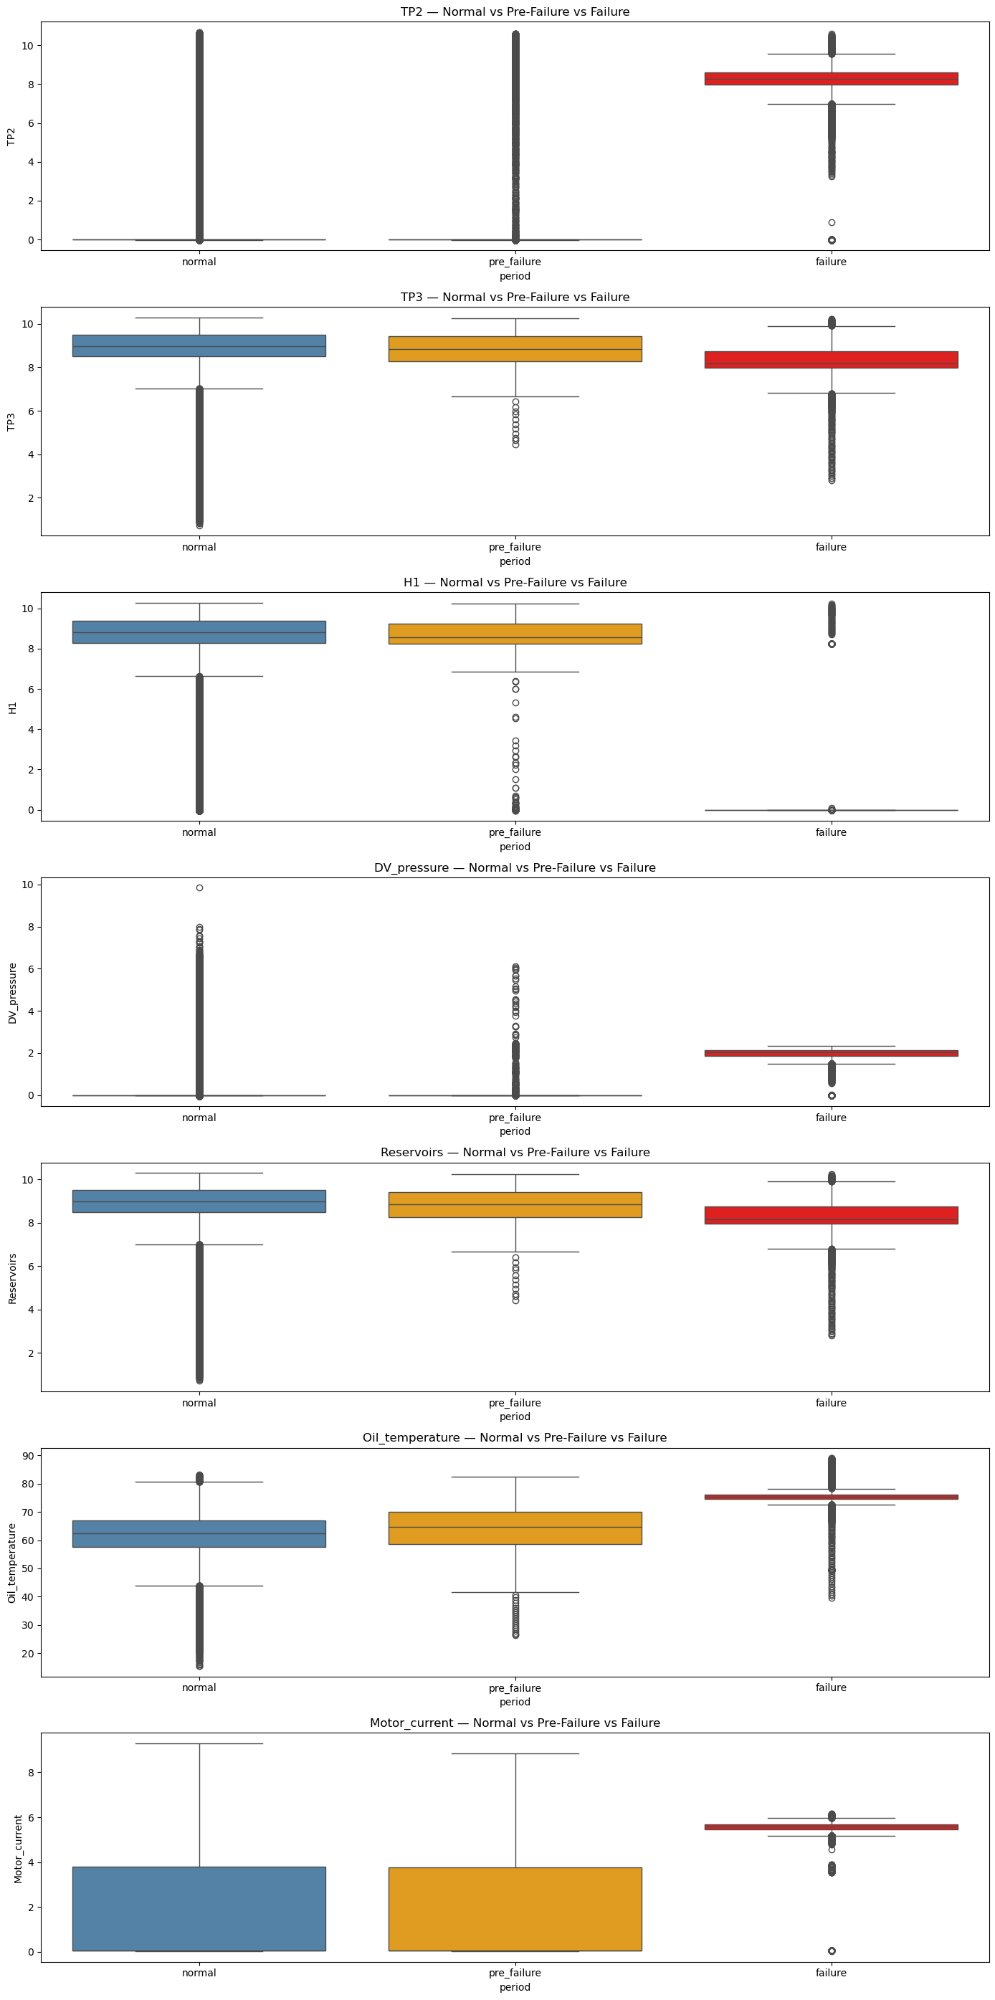 TP2 — Normal vs Pre-Failure vs Failure
10
8
6
4
2
0
TP2
normal
pre_failure
failure
period
TP3 — Normal vs Pre-Failure vs Failure
10
8
6
4
2
TP3
normal
pre_failure
failure
period
H1 — Normal vs Pre-Failure vs Failure
10
8
6
4
2
0
H1
normal
pre_failure
failure
period
DV_pressure — Normal vs Pre-Failure vs Failure
10
8
6
4
2
0
DV_pressure
normal
pre_failure
failure
period
Reservoirs — Normal vs Pre-Failure vs Failure
10
8
6
4
2
Reservoirs
normal
pre_failure
failure
period
Oil_temperature — Normal vs Pre-Failure vs Failure
90
80
70
60
50
40
30
20
Oil_temperature
normal
pre_failure
failure
period
Motor_current — Normal vs Pre-Failure vs Failure
8
6
4
2
0
Motor_current
normal
pre_failure
failure
period